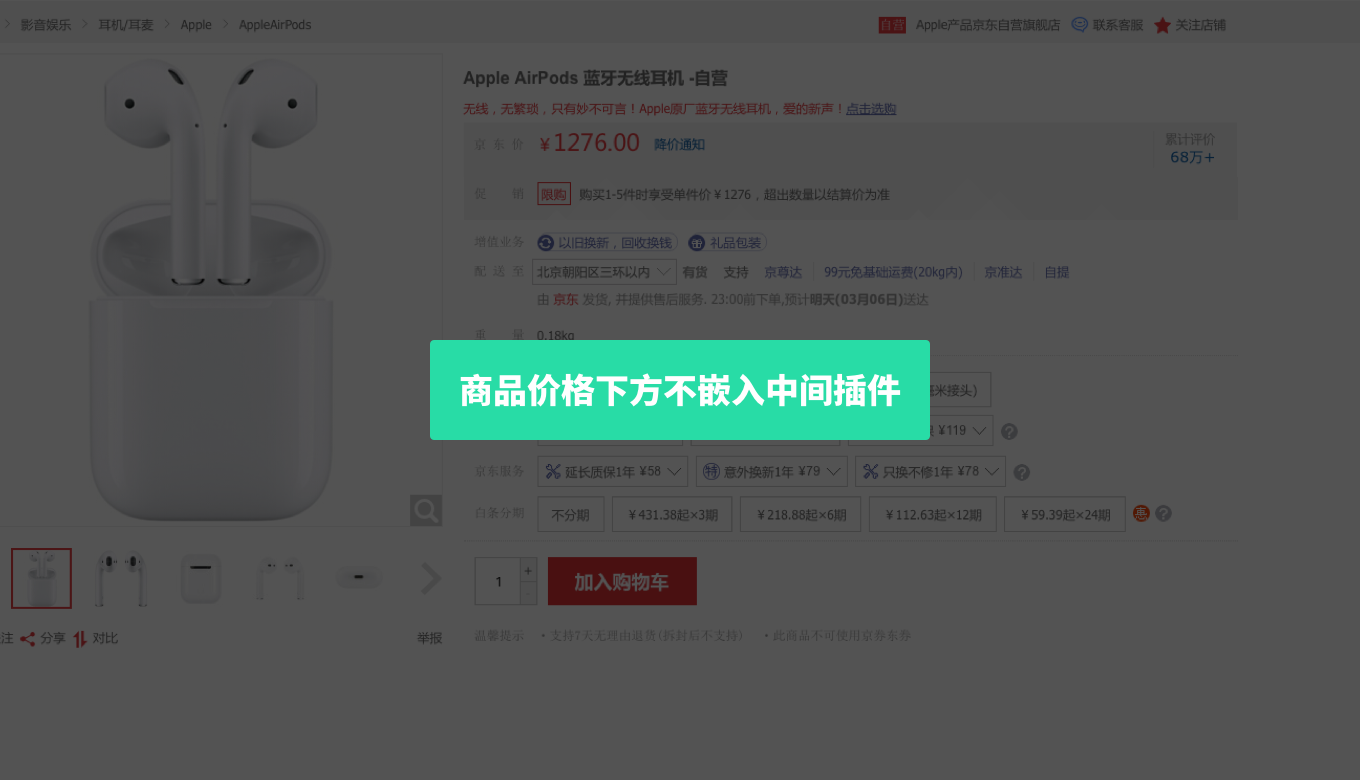 影音娱乐 > 耳机/耳麦 > Apple > AppleAirPods
自营 Apple产品京东自营旗舰店 联系客服 关注店铺
Apple AirPods 蓝牙无线耳机 -自营
无线，无繁琐，只有妙不可言！Apple原厂蓝牙无线耳机，爱的新声！点击选购
京 东 价 ￥1276.00 降价通知
累计评价
68万+
促 销 限购 购买1-5件时享受单件价￥1276，超出数量以结算价为准
增值业务 以旧换新，回收换钱 礼品包装
配 送 至 北京朝阳区三环以内 有货 支持 京尊达 99元免基础运费(20kg内) 京准达 自提
由 京东 发货, 并提供售后服务. 23:00前下单,预计明天(03月06日)送达
重 量 0.18kg
商品价格下方不嵌入中间插件
米接头)
¥119
京东服务 延长质保1年 ¥58 特 意外换新1年 ¥79 只换不修1年 ¥78
白条分期 不分期 ￥431.38起×3期 ￥218.88起×6期 ￥112.63起×12期 ￥59.39起×24期 惠
1 + 加入购物车
注 分享 对比 举报
温馨提示 •支持7天无理由退货(拆封后不支持) •此商品不可使用京券东券